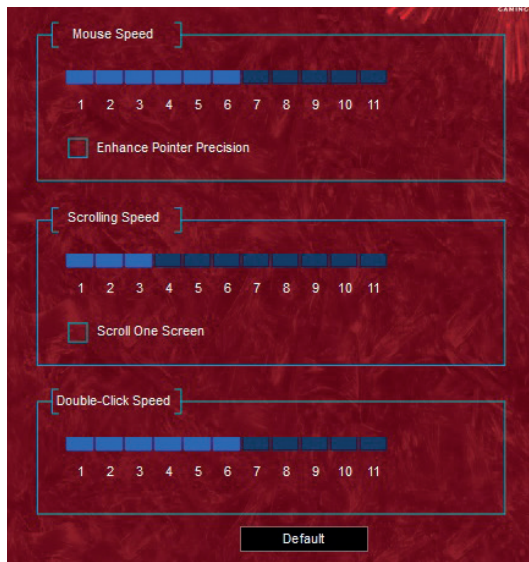 GAMING
Mouse Speed
1 2 3 4 5 6 7 8 9 10 11
Enhance Pointer Precision
Scrolling Speed
1 2 3 4 5 6 7 8 9 10 11
Scroll One Screen
Double-Click Speed
1 2 3 4 5 6 7 8 9 10 11
Default